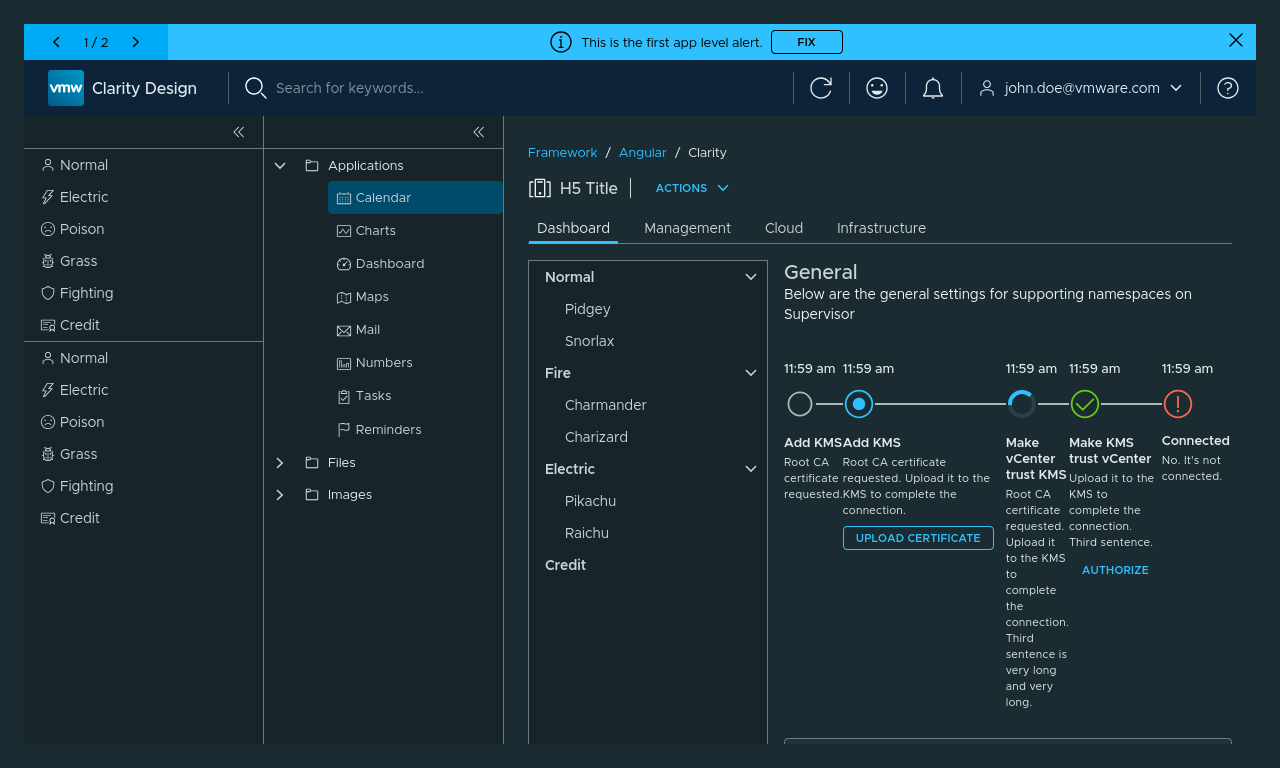 1 / 2
This is the first app level alert.
FIX
vmw
Clarity Design
Search for keywords...
john.doe@vmware.com
Normal
Electric
Poison
Grass
Fighting
Credit
Normal
Electric
Poison
Grass
Fighting
Credit
Applications
Calendar
Charts
Dashboard
Maps
Mail
Numbers
Tasks
Reminders
Files
Images
Framework / Angular / Clarity
H5 Title
ACTIONS
Dashboard
Management
Cloud
Infrastructure
Normal
Pidgey
Snorlax
Fire
Charmander
Charizard
Electric
Pikachu
Raichu
Credit
General
Below are the general settings for supporting namespaces on
Supervisor
11:59 am
Add KMS
Root CA
certificate
requested.
11:59 am
Add KMS
Root CA certificate
requested. Upload it to the
KMS to complete the
connection.
UPLOAD CERTIFICATE
11:59 am
Make
vCenter
trust KMS
Root CA
certificate
requested.
Upload it
to the KMS
to
complete
the
connection.
Third
sentence is
very long
and very
long.
11:59 am
Make KMS
trust vCenter
Upload it to the
KMS to
complete the
connection.
Third sentence.
AUTHORIZE
11:59 am
Connected
No. It's not
connected.